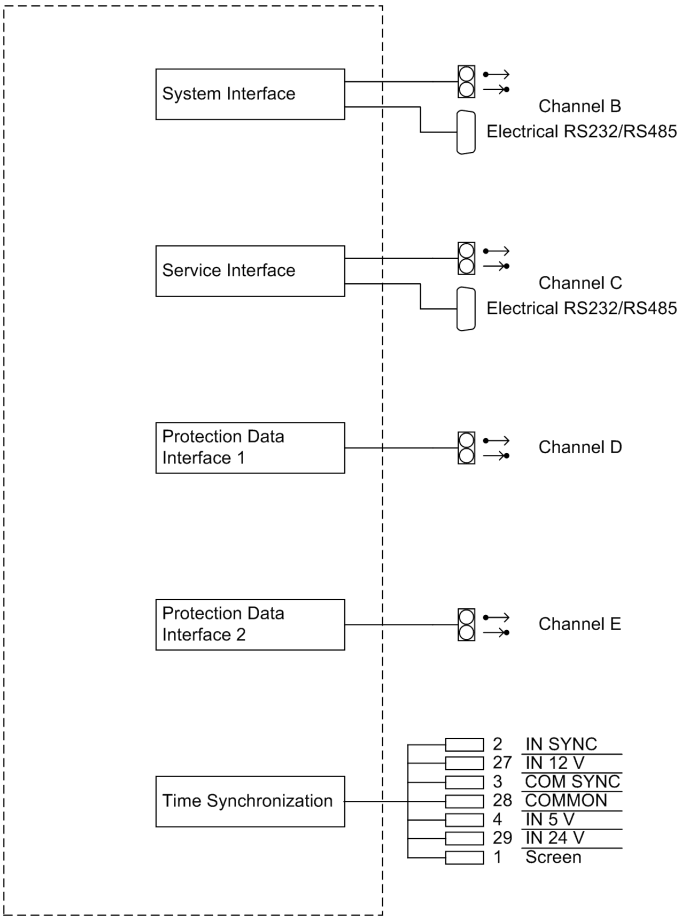 System Interface
Channel B
Electrical RS232/RS485
Service Interface
Channel C
Electrical RS232/RS485
Protection Data
Interface 1
Channel D
Protection Data
Interface 2
Channel E
Time Synchronization
2 IN SYNC
27 IN 12 V
3 COM SYNC
28 COMMON
4 IN 5 V
29 IN 24 V
1 Screen